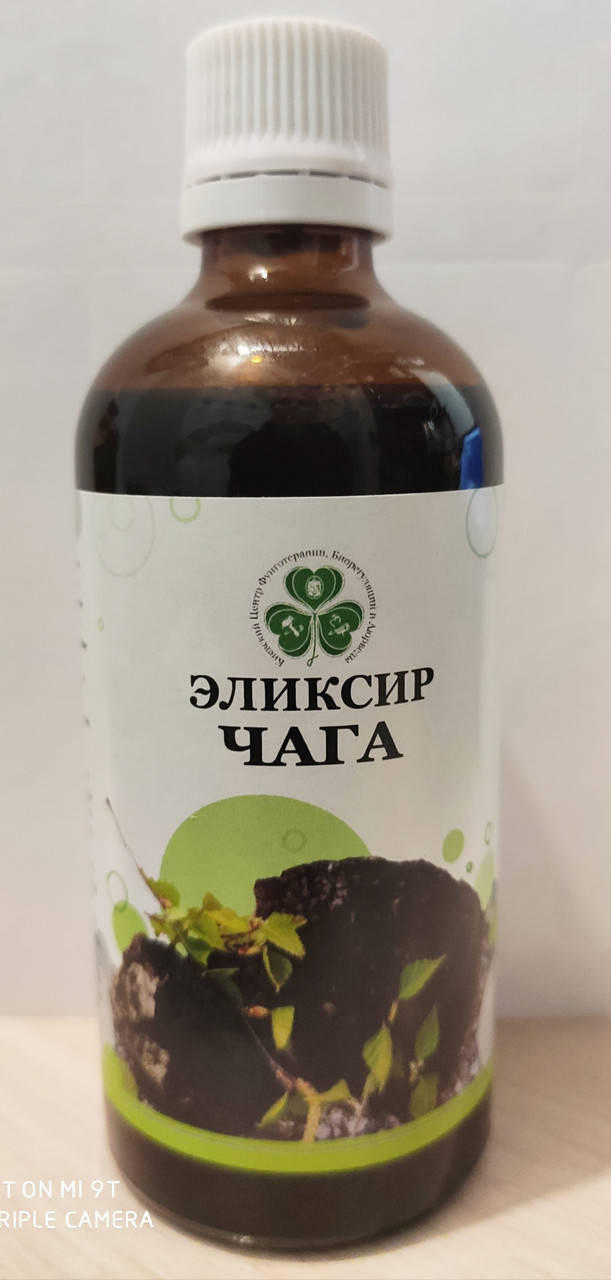 Киевский Центр Фунготерапии, Биорегуляции и Аюрведы
ЭЛИКСИР
ЧАГА
T ON MI 9T
RIPLE CAMERA